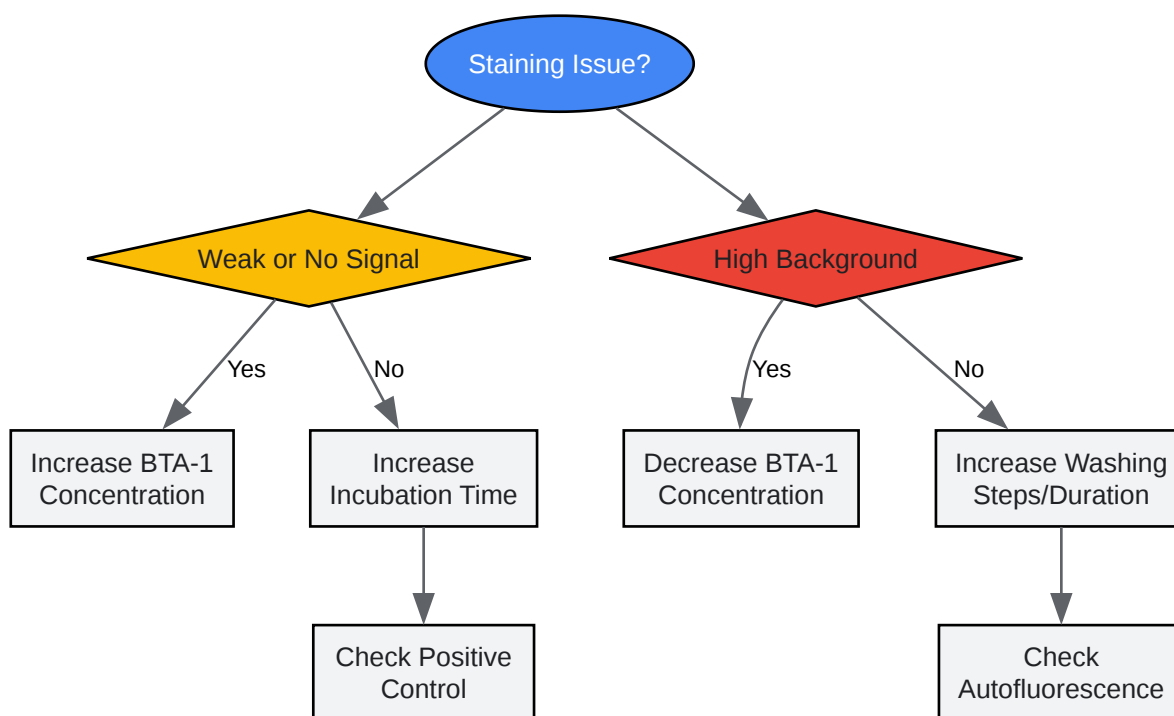 Staining Issue?
Weak or No Signal
High Background
Yes
No
Yes
No
Increase BTA-1
Concentration
Increase
Incubation Time
Decrease BTA-1
Concentration
Increase Washing
Steps/Duration
Check Positive
Control
Check
Autofluorescence